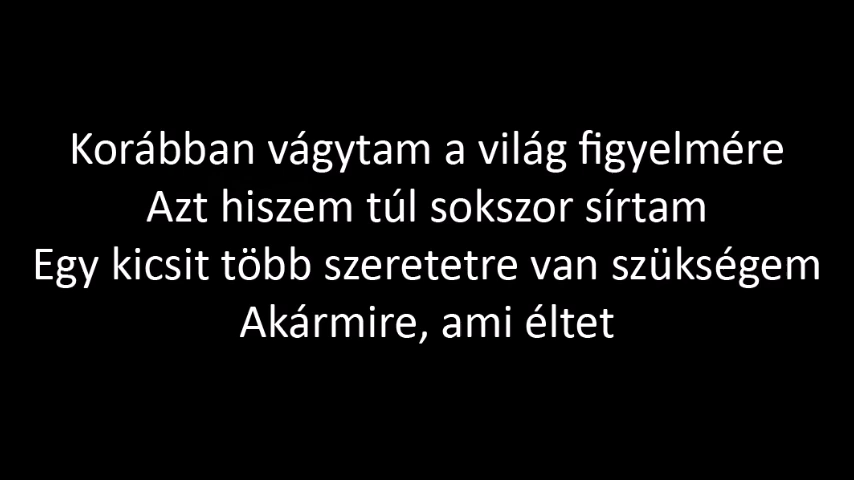 Korábban vágytam a világ figyelmére
Azt hiszem túl sokszor sírtam
Egy kicsit több szeretetre van szükségem
Akármire, ami éltet